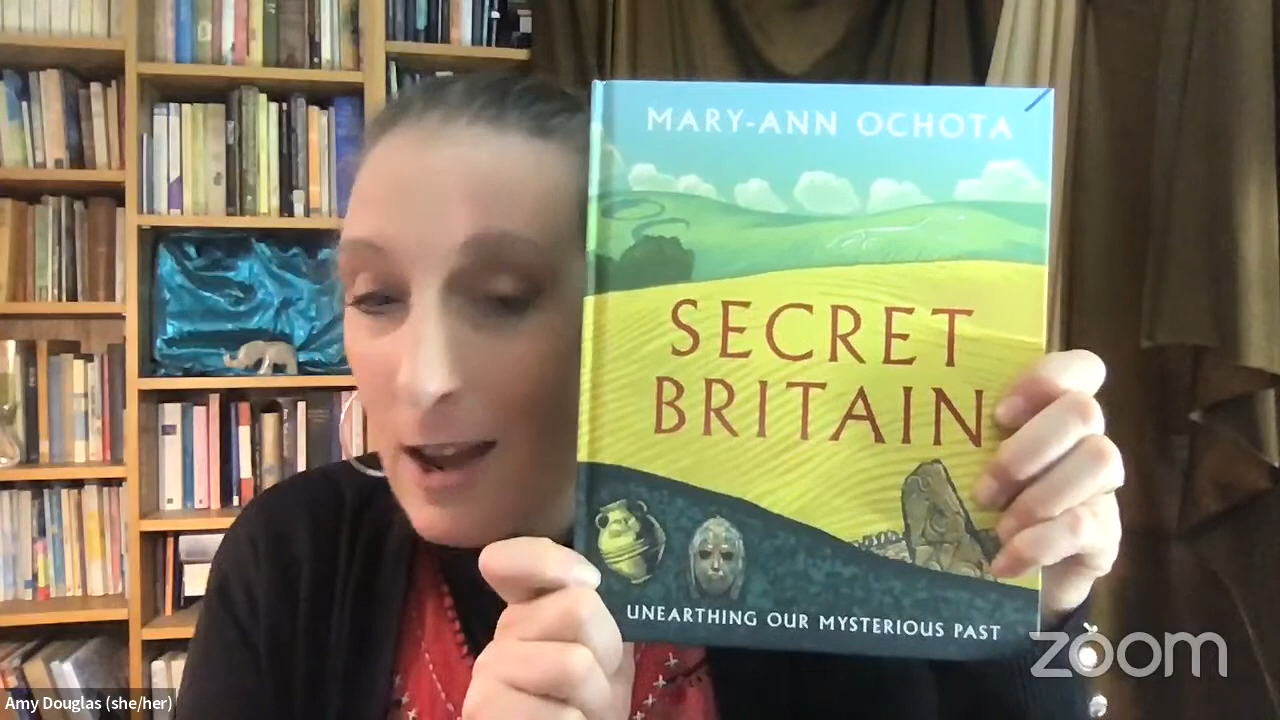 MARY-ANN OCHOTA
SECRET
BRITAIN
UNEARTHING OUR MYSTERIOUS PAST
zoom
Amy Douglas (she/her)